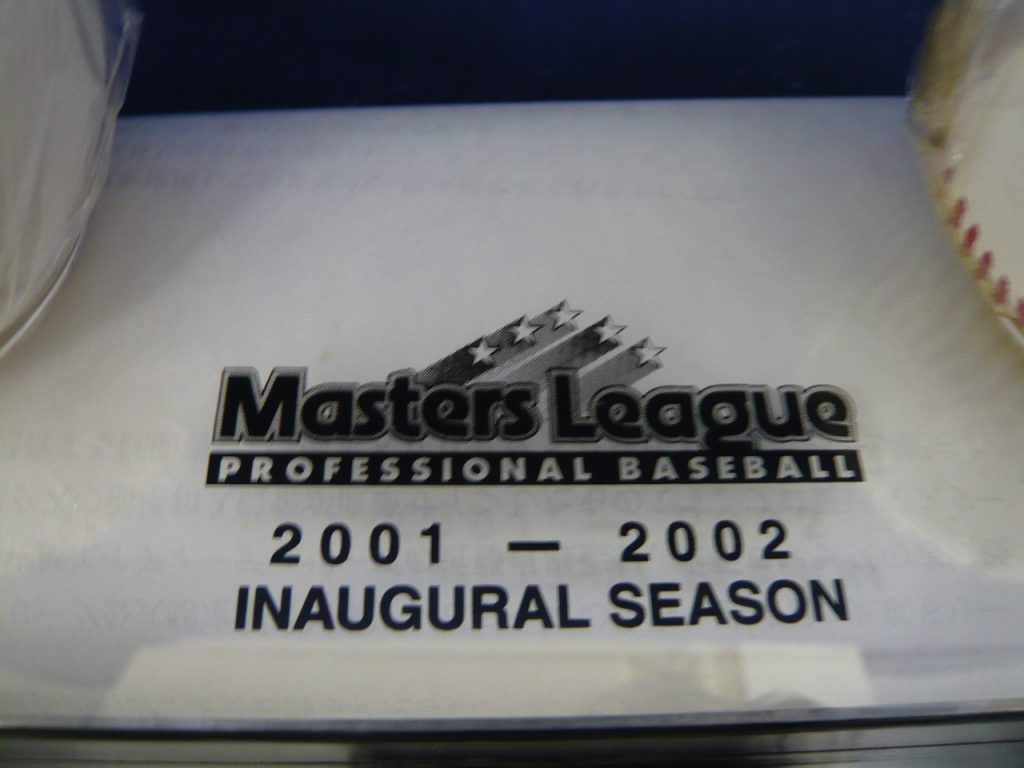 Masters League
PROFESSIONAL BASEBALL
2001 — 2002
INAUGURAL SEASON